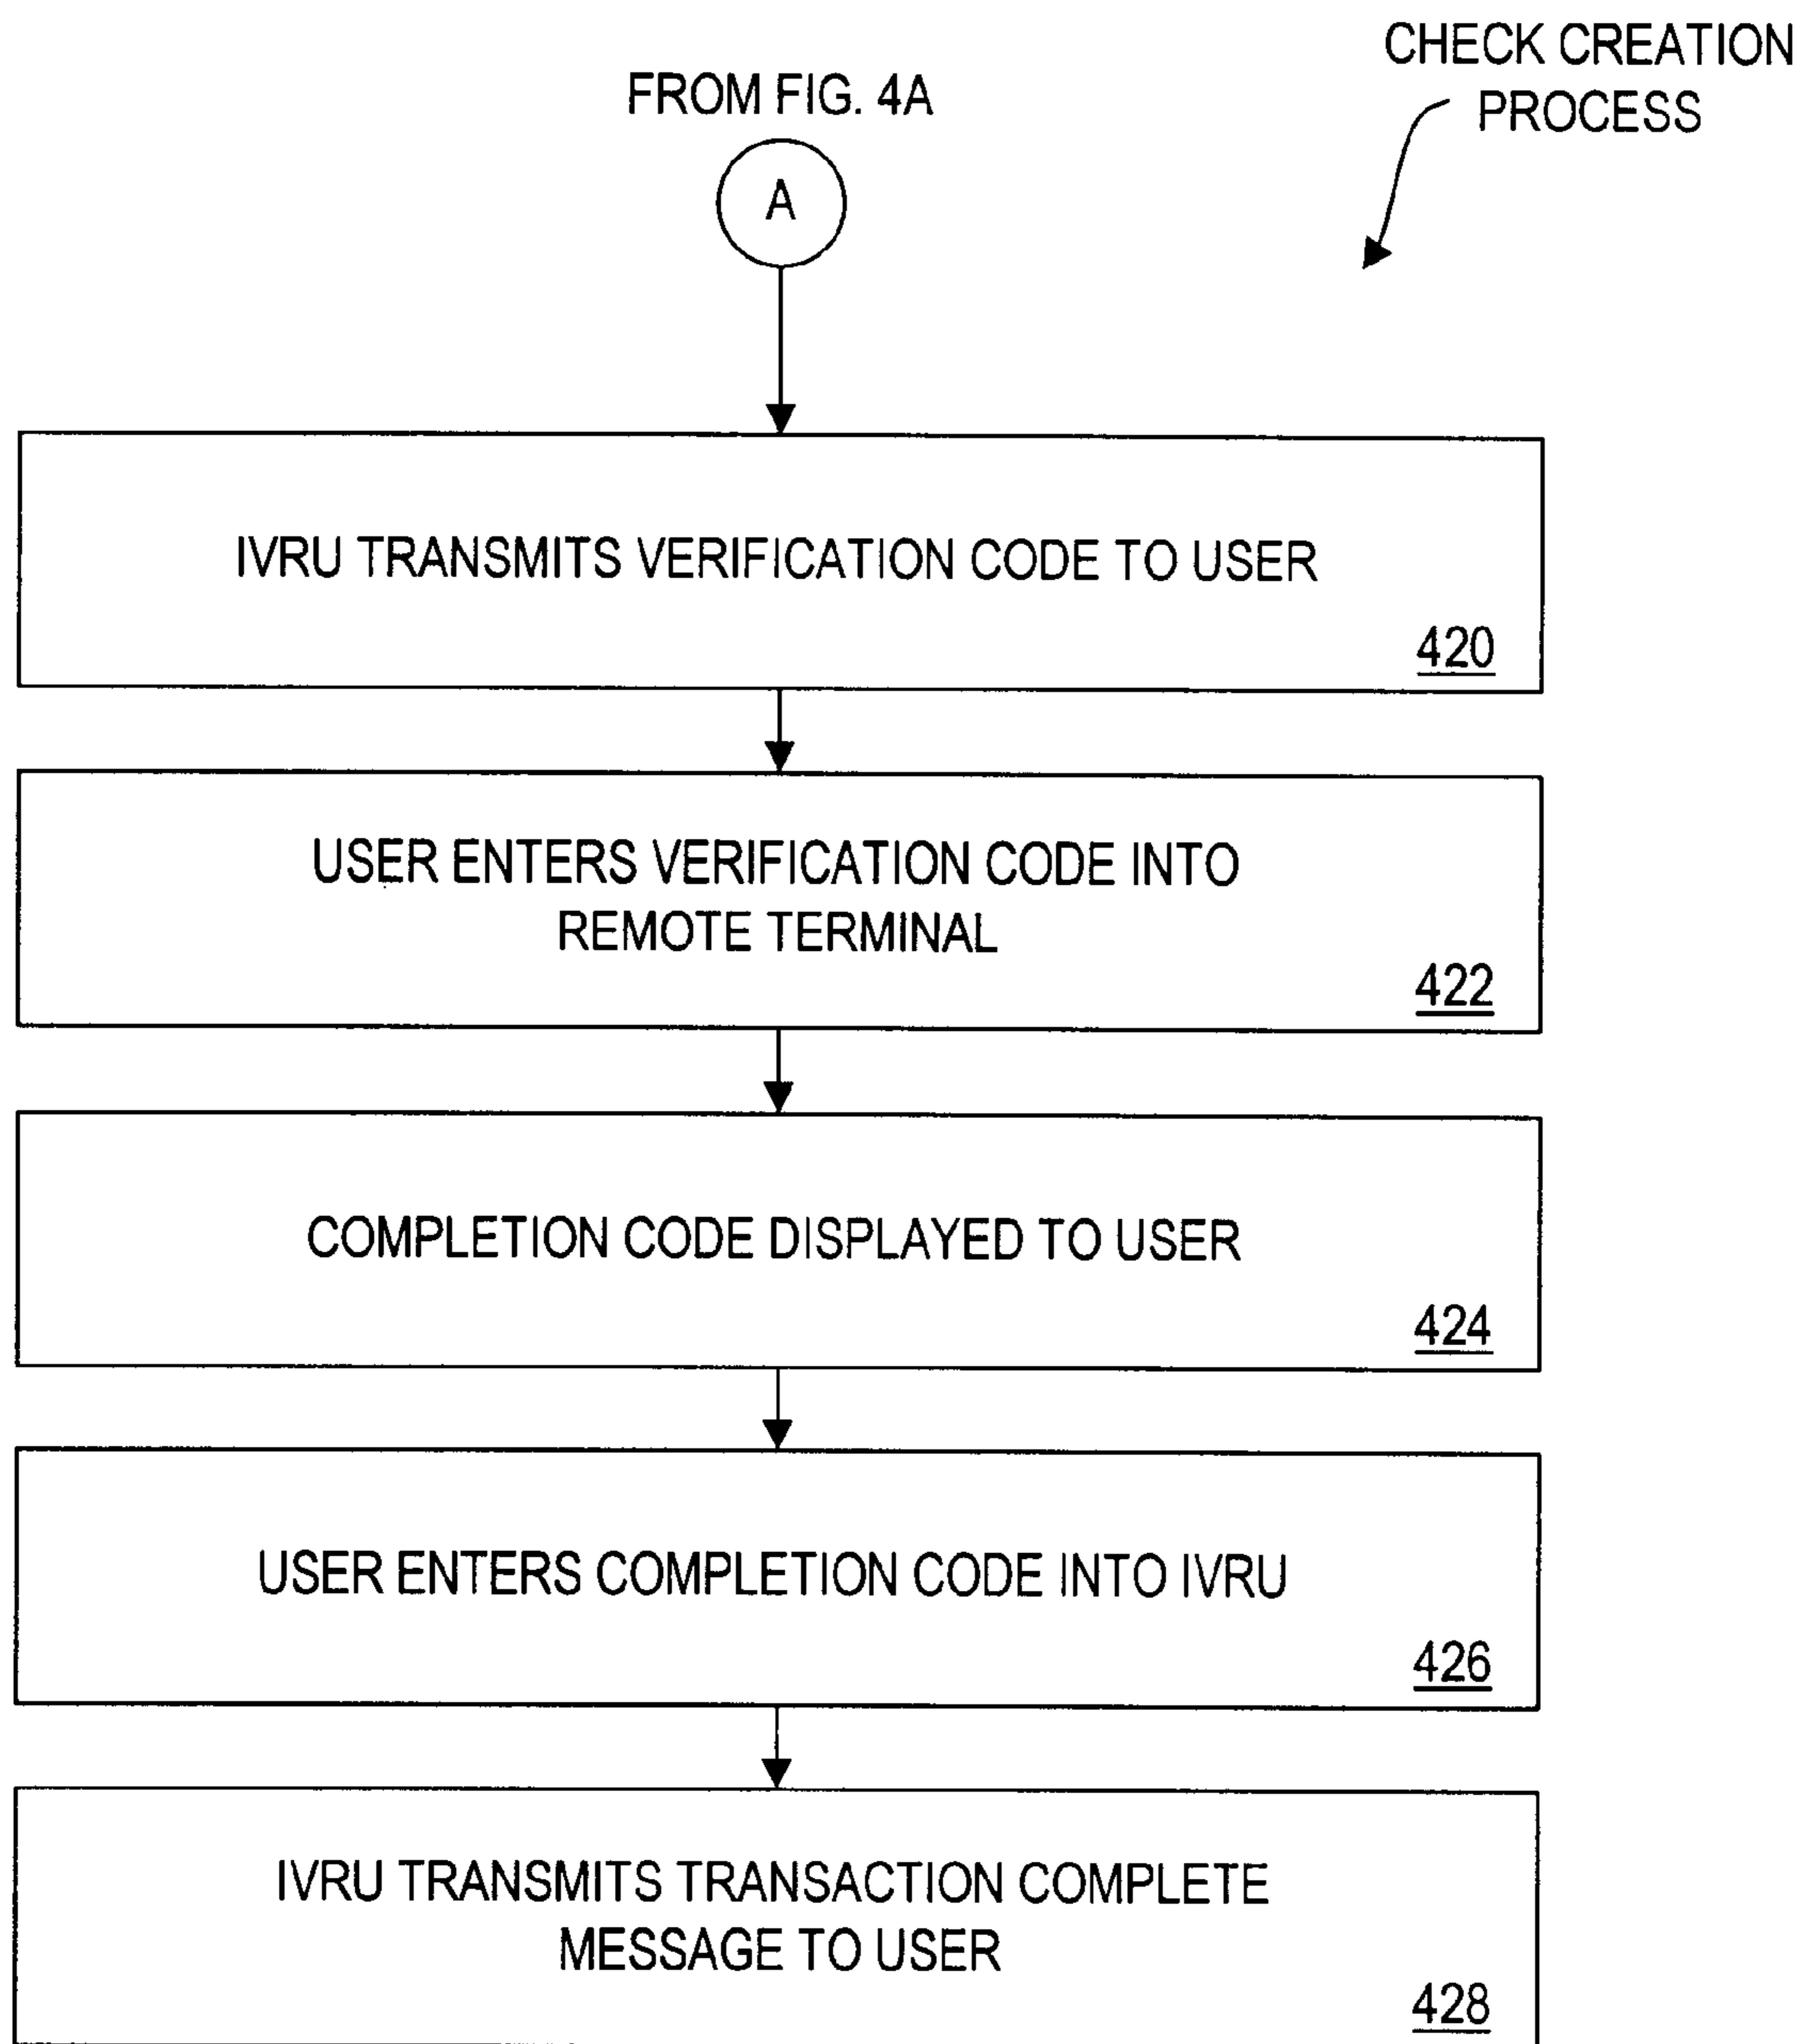 CHECK CREATION
PROCESS
FROM FIG. 4A
A
IVRU TRANSMITS VERIFICATION CODE TO USER
420
USER ENTERS VERIFICATION CODE INTO
REMOTE TERMINAL
422
COMPLETION CODE DISPLAYED TO USER
424
USER ENTERS COMPLETION CODE INTO IVRU
426
IVRU TRANSMITS TRANSACTION COMPLETE
MESSAGE TO USER
428